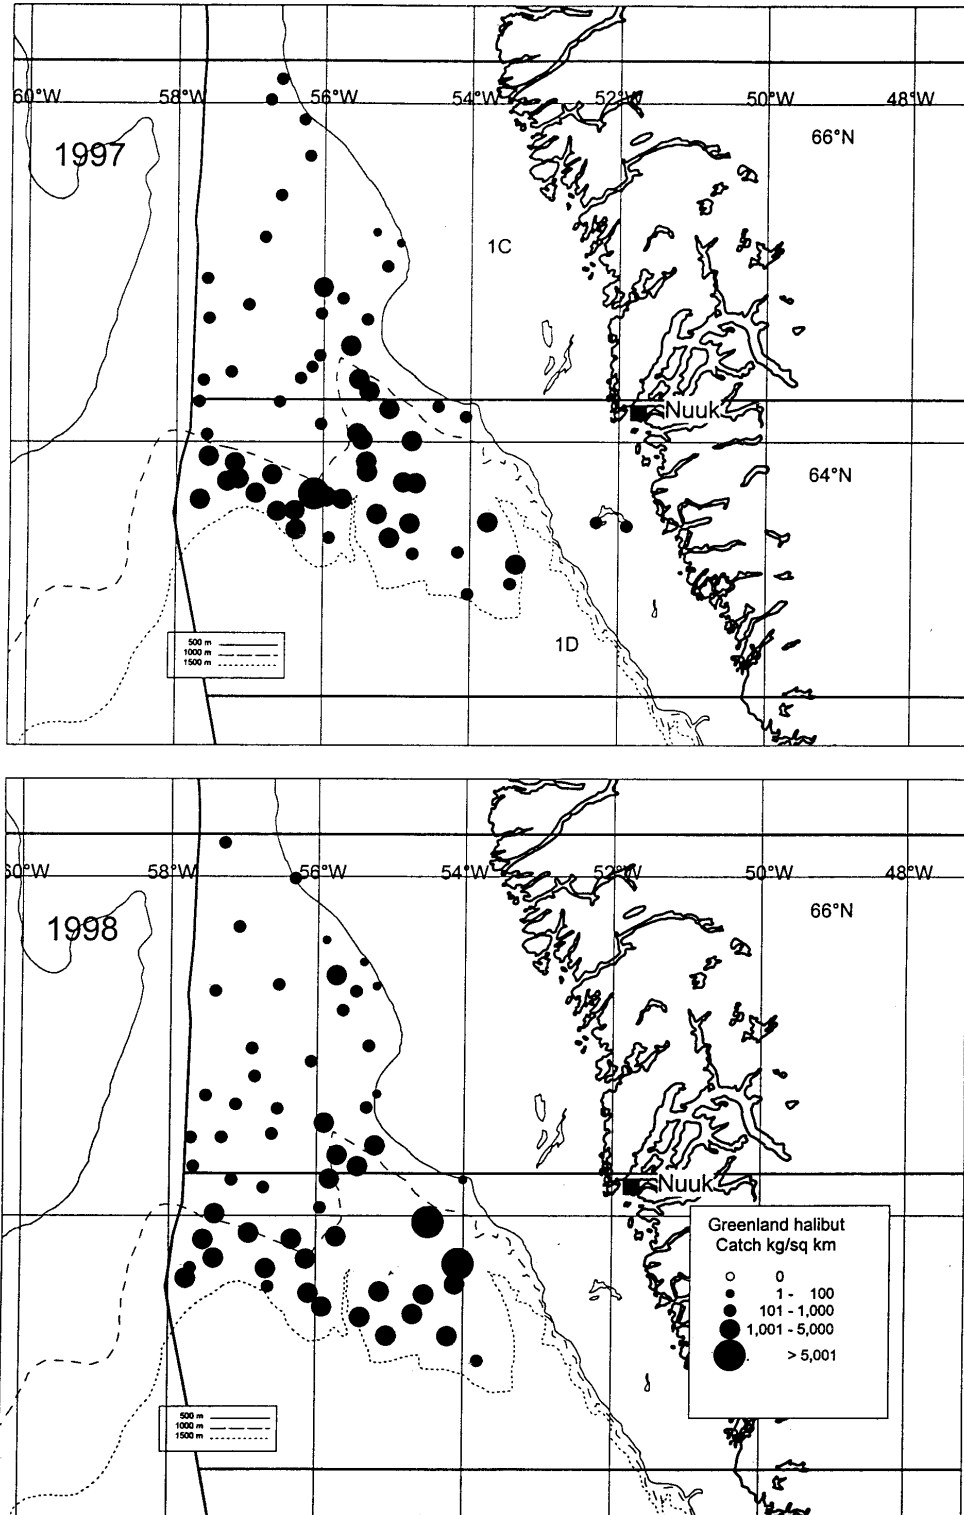 60°W 58°W 56°W 54°W 52°W 50°W 48°W
66°N
1997
1C
Nuuk
64°N
1D
500 m
1000 m
1500 m
60°W 58°W 56°W 54°W 52°W 50°W 48°W
66°N
1998
Nuuk
Greenland halibut
Catch kg/sq km
0
1 - 100
101 - 1,000
1,001 - 5,000
> 5,001
500 m
1000 m
1500 m